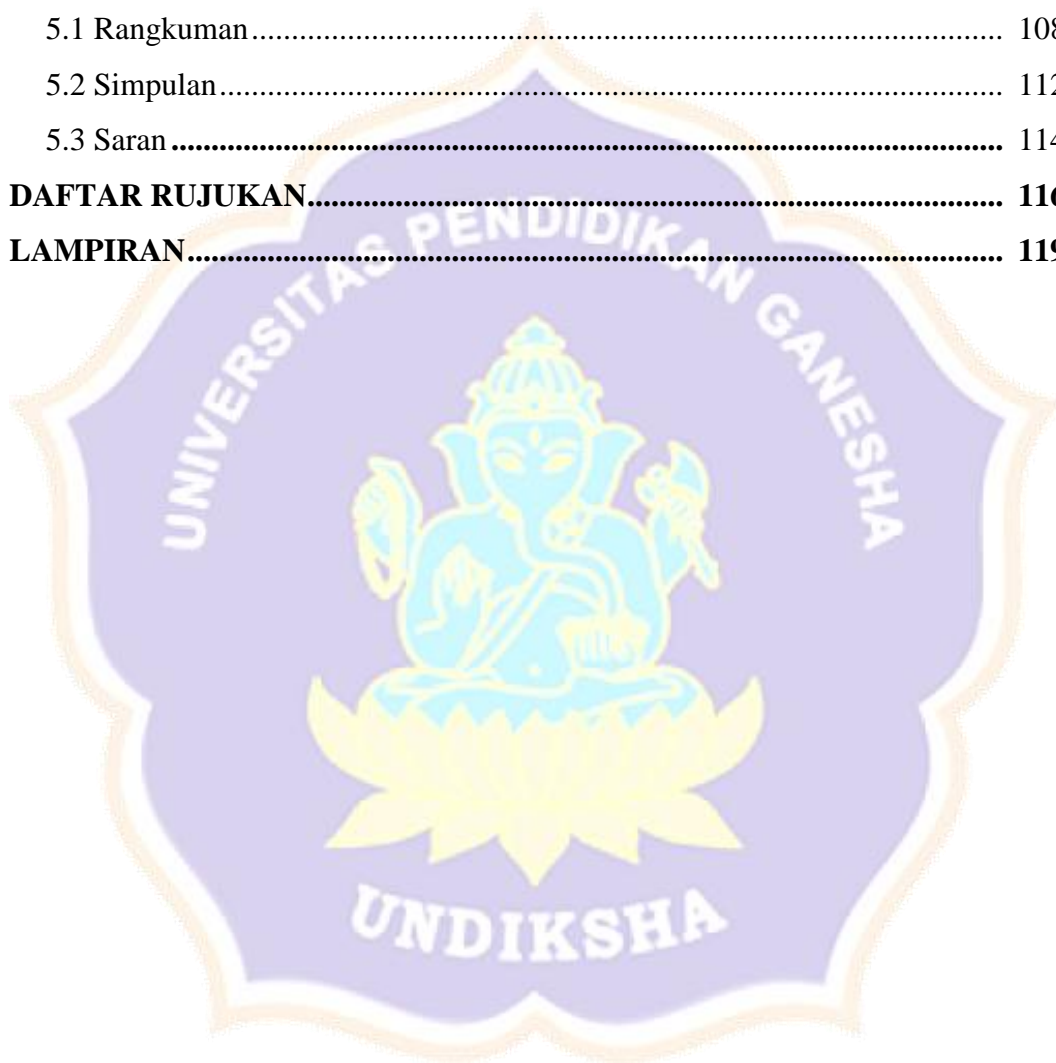 5.1 Rangkuman........................................................................................ 108
5.2 Simpulan............................................................................................ 112
5.3 Saran.................................................................................................. 114
DAFTAR RUJUKAN................................................................................. 116
LAMPIRAN................................................................................................ 119
UNIVERSITAS PENDIDIKAN GANESHA
UNDIKSHA